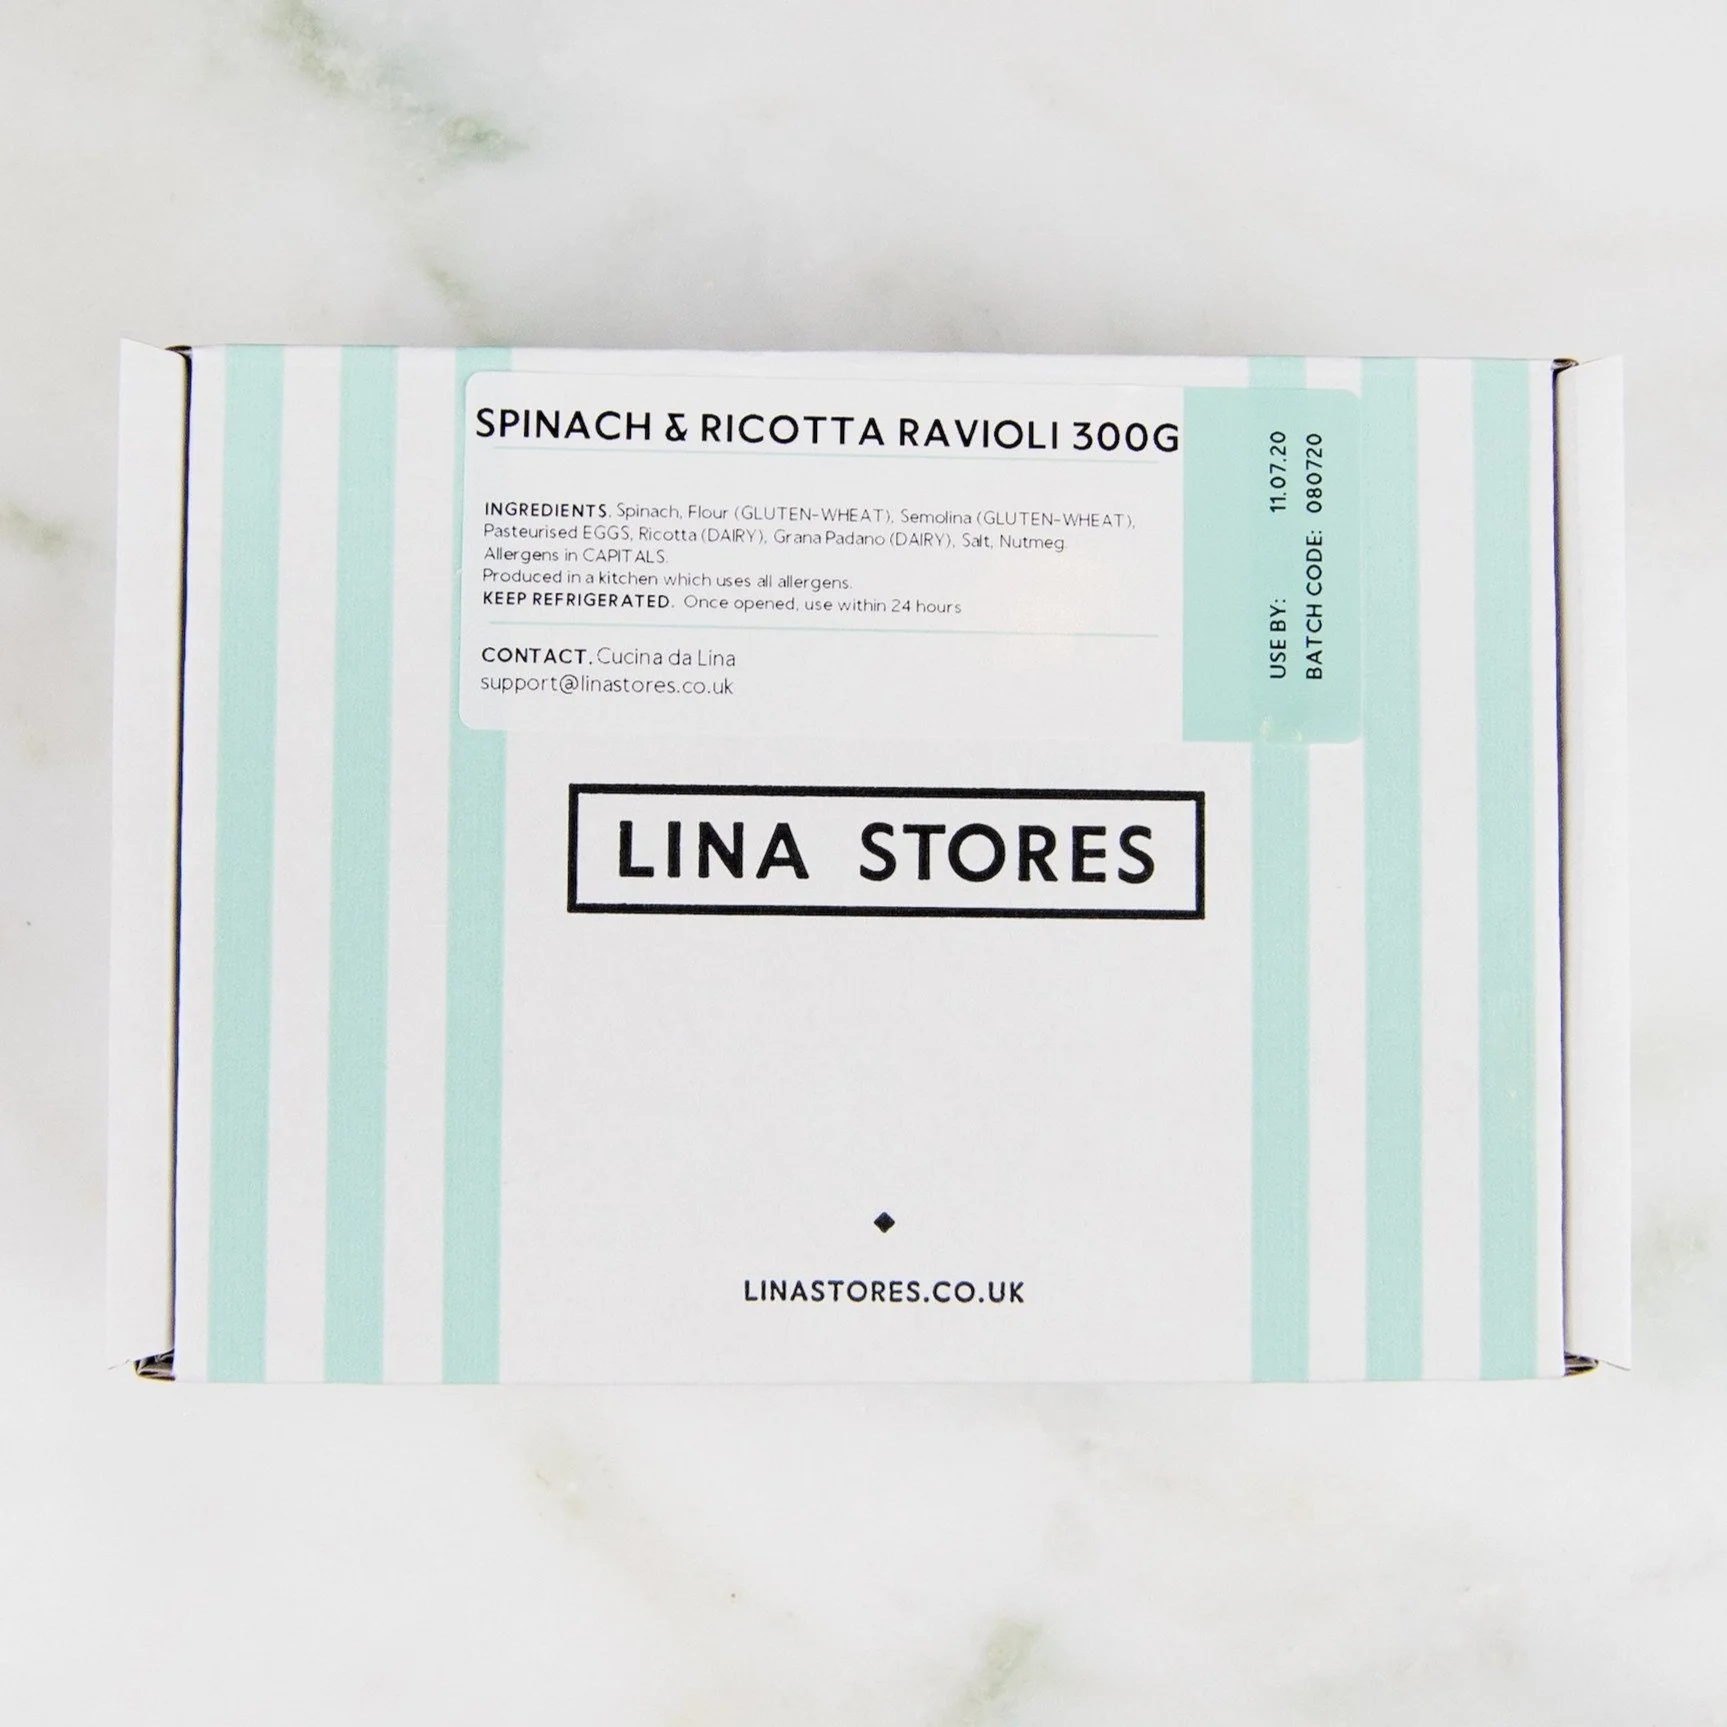 SPINACH & RICOTTA RAVIOLI 300G
INGREDIENTS. Spinach, Flour (GLUTEN-WHEAT), Semolina (GLUTEN-WHEAT),
Pasteurised EGGS, Ricotta (DAIRY), Grana Padano (DAIRY), Salt, Nutmeg.
Allergens in CAPITALS.
Produced in a kitchen which uses all allergens.
KEEP REFRIGERATED. Once opened, use within 24 hours
CONTACT. Cucina da Lina
support@linastores.co.uk
USE BY: 11.07.20
BATCH CODE: 080720
LINA STORES
LINASTORES.CO.UK